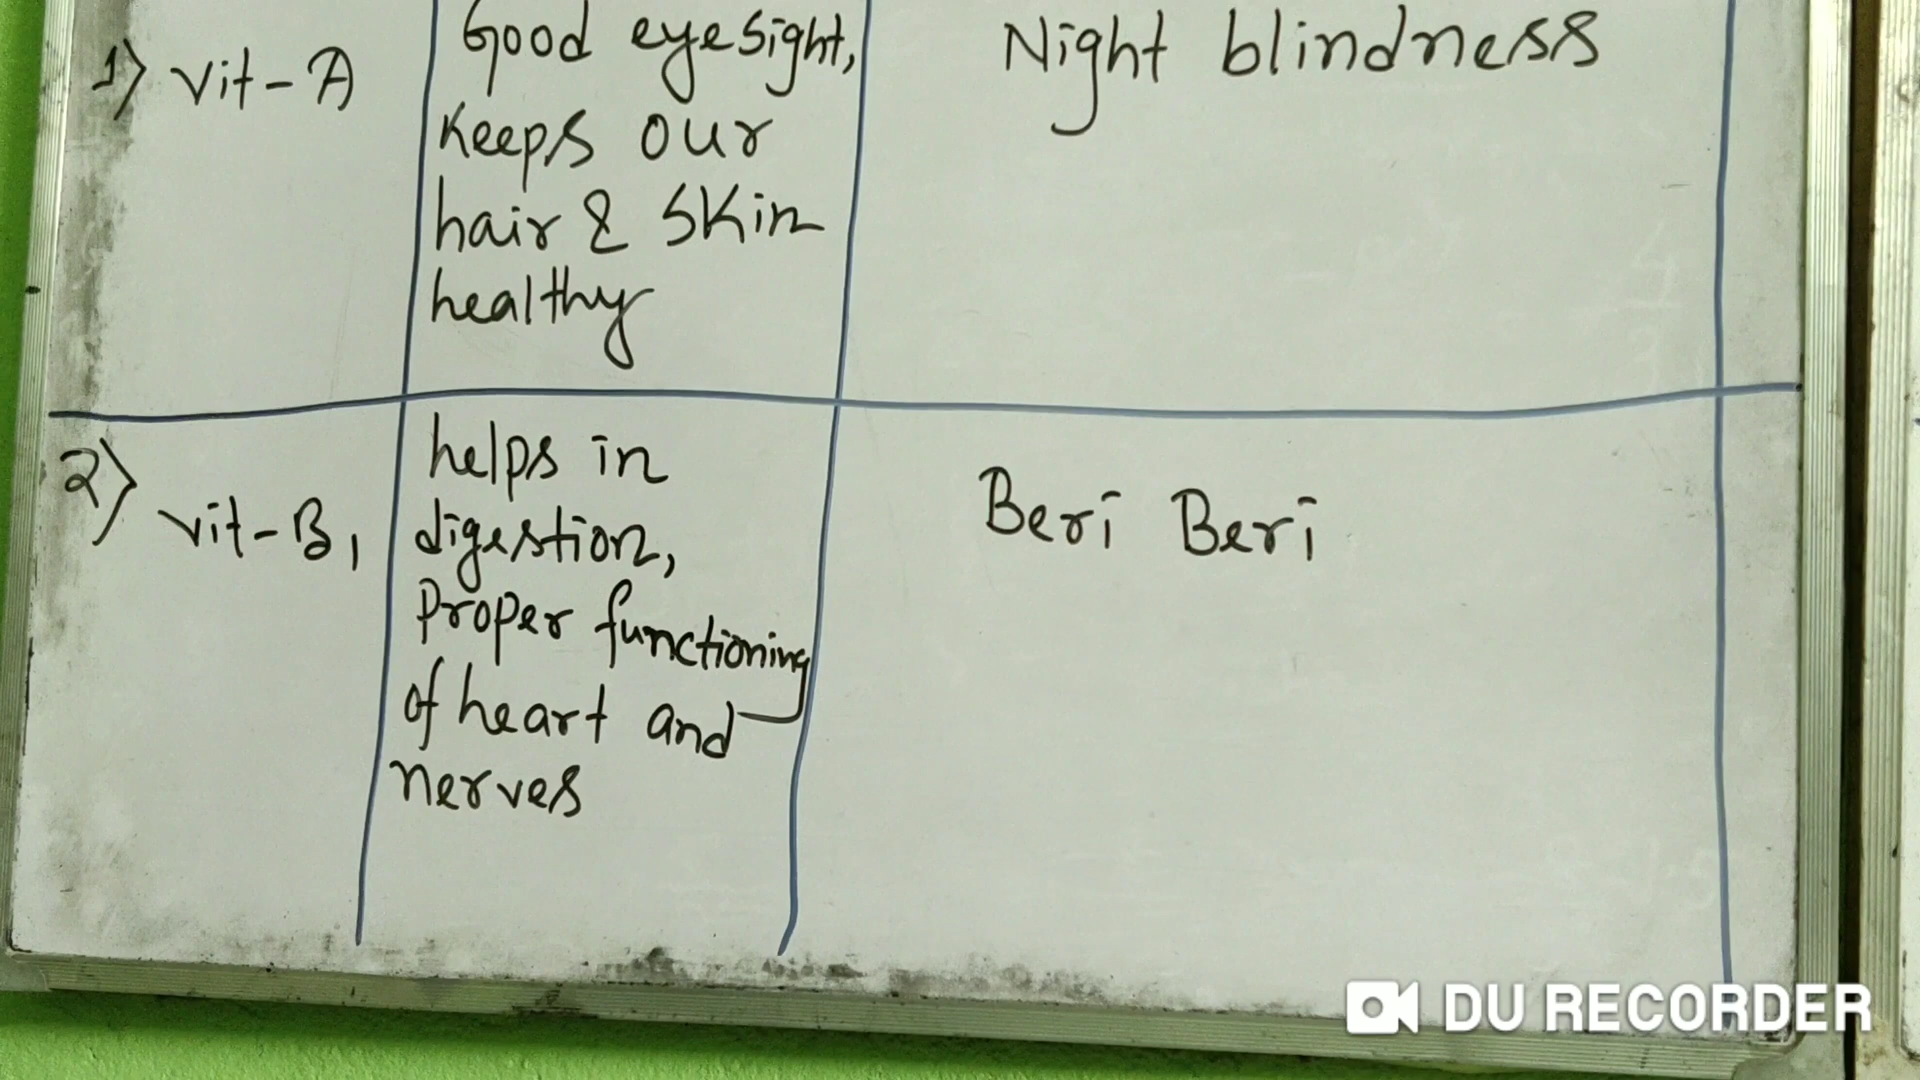 1) Vit-A
Good eyesight,
Keeps our
hair & Skin
healthy
Night blindness
2) Vit-B1
helps in
digestion,
Proper functioning
of heart and
nerves
Beri Beri
DU RECORDER